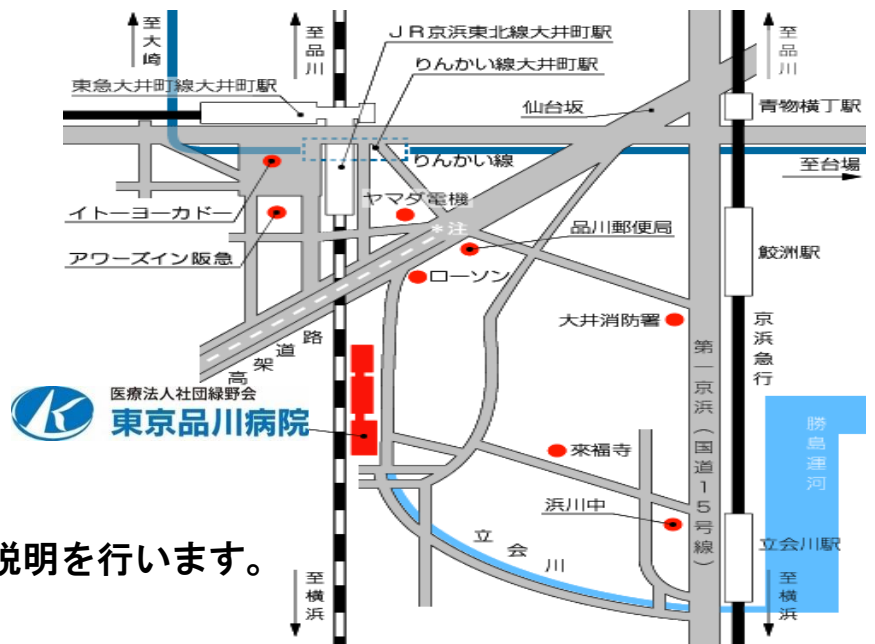 至大崎
至品川
JR京浜東北線大井町駅
至品川
りんかい線大井町駅
東急大井町線大井町駅
仙台坂
青物横丁駅
りんかい線
至台場
ヤマダ電機
イトーヨーカドー
*注
品川郵便局
アワーズイン阪急
鮫洲駅
ローソン
大井消防署
高架道路
京浜急行
第一京浜(国道15号線)
医療法人社団緑野会
東京品川病院
勝島運河
來福寺
浜川中
立会川
立会川駅
説明を行います。
至横浜
至横浜